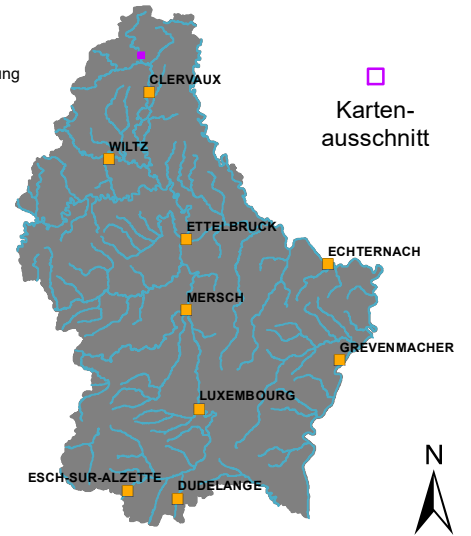 ung
CLERVAUX
Karten-
ausschnitt
WILTZ
ETTELBRUCK
ECHTERNACH
MERSCH
GREVENMACHER
LUXEMBOURG
N
ESCH-SUR-ALZETTE
DUDELANGE